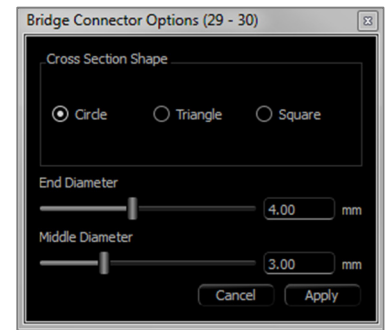 Bridge Connector Options (29 - 30)
Cross Section Shape
Circle Triangle Square
End Diameter
4.00 mm
Middle Diameter
3.00 mm
Cancel Apply